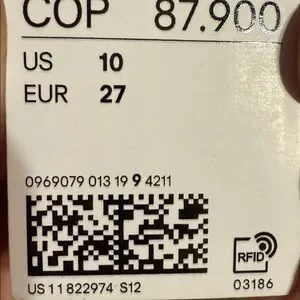 COP 87.900
US 10
EUR 27
0969079 013 19 9 4211
RFID
US 11 822974 S12
03186